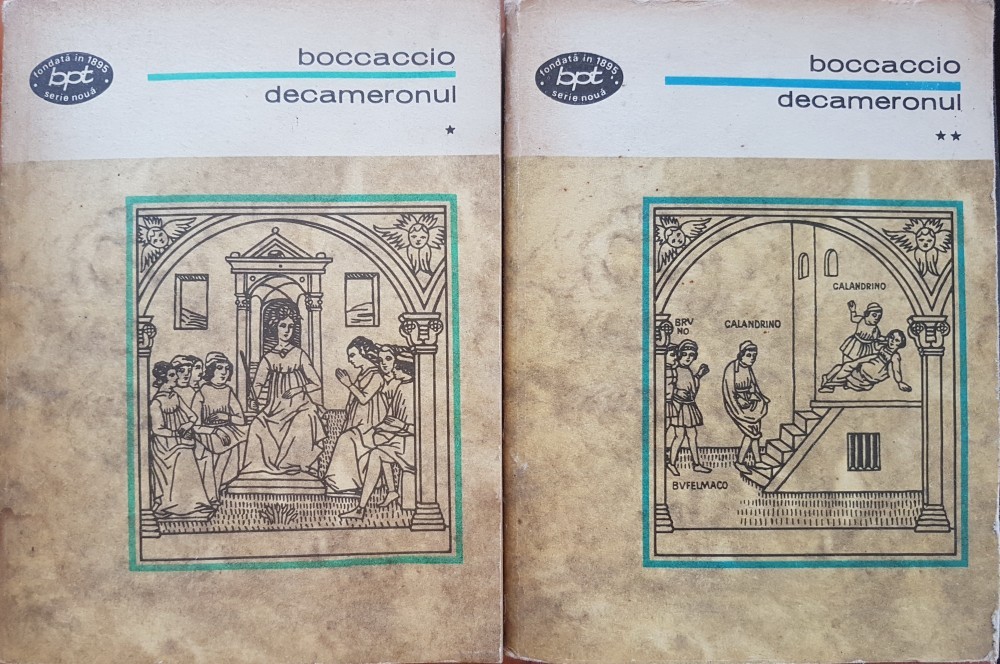 fondată în 1895
bpt
serie nouă
boccaccio
decameronul
*
fondată în 1895
bpt
serie nouă
boccaccio
decameronul
**
CALANDRINO
BRV
NO
CALANDRINO
BVFELMACO